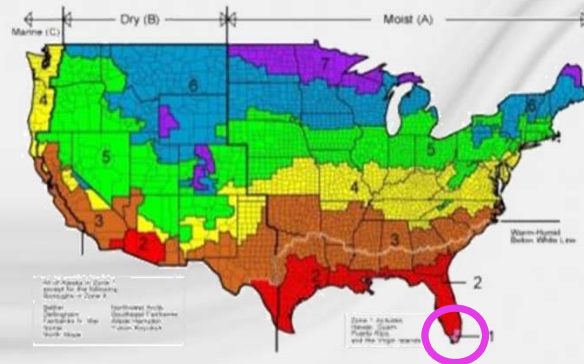 Dry (B)
Moist (A)
Marine (C)
7
6
6
4
5
5
4
3
3
2
2
2
1
Warm-Humid
Below White Line
All of Alaska in Zone 7
except for the following
Boroughs in Zone 8
Bethel
Northwest Arctic
Dellingham
Southeast Fairbanks
Fairbanks N. Star
Wade Hampton
Nome
Yukon-Koyukuk
North Slope
Zone 1 includes
Hawaii, Guam,
Puerto Rico,
and the Virgin Islands